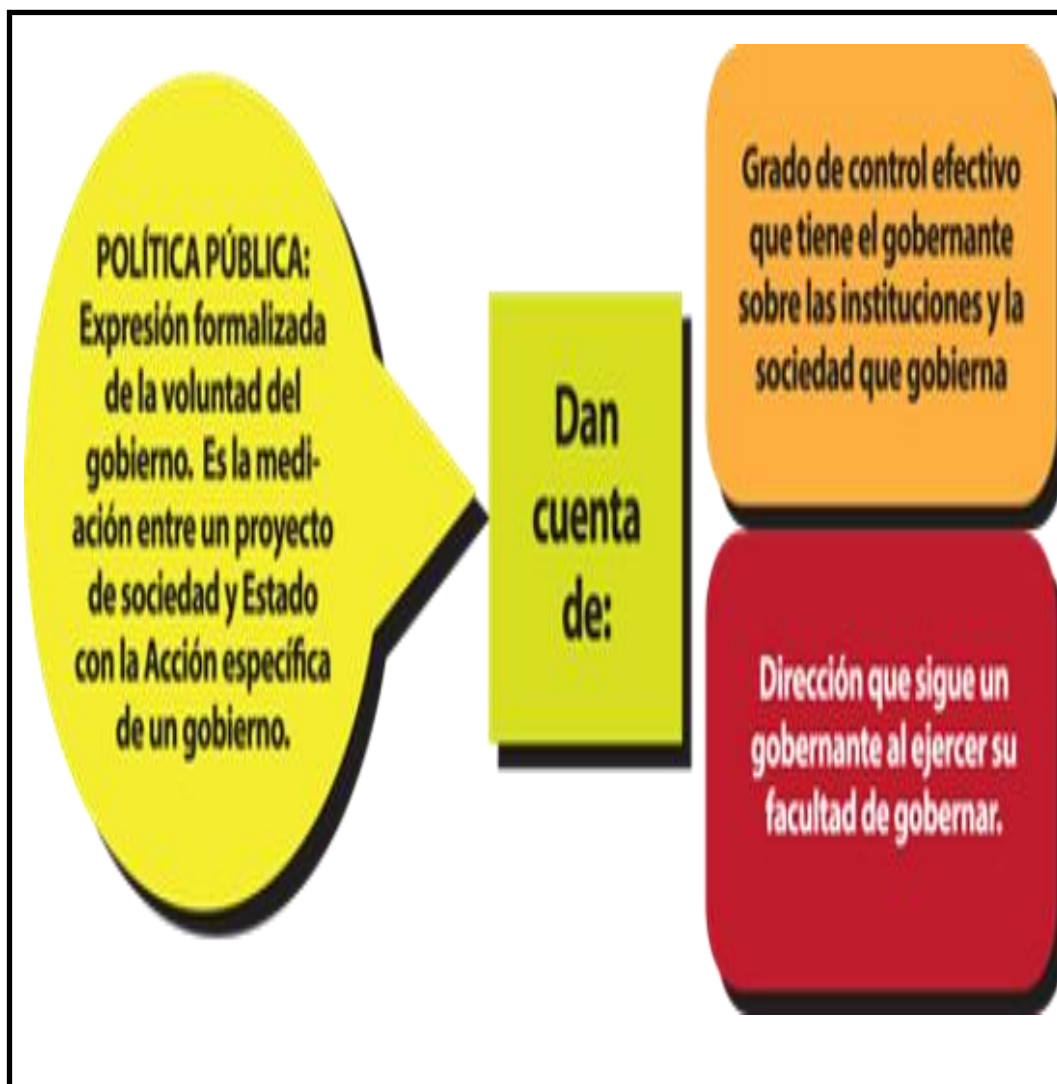 POLÍTICA PÚBLICA:
Expresión formalizada
de la voluntad del
gobierno. Es la medi-
ación entre un proyecto
de sociedad y Estado
con la Acción específica
de un gobierno.
Dan
cuenta
de:
Grado de control efectivo
que tiene el gobernante
sobre las instituciones y la
sociedad que gobierna
Dirección que sigue un
gobernante al ejercer su
facultad de gobernar.